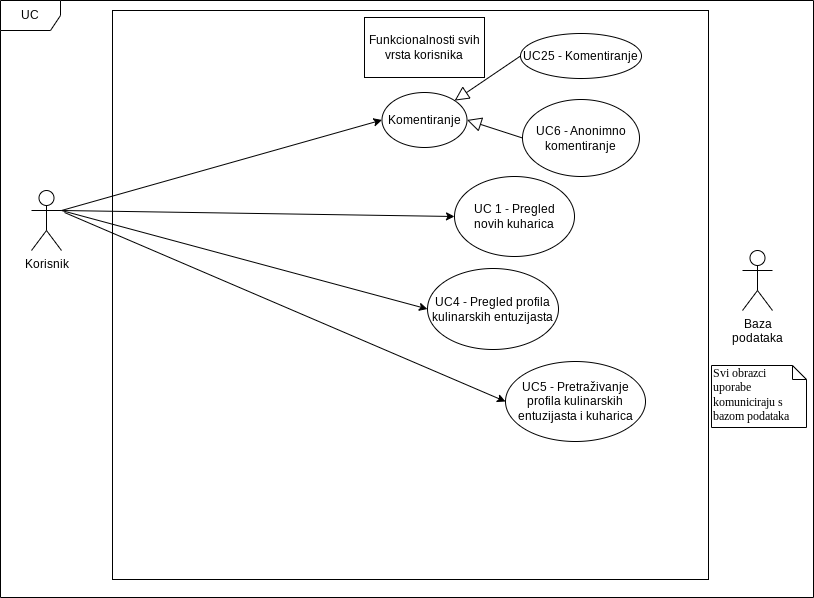 UC
Funkcionalnosti svih
vrsta korisnika
UC25 - Komentiranje
Komentiranje
UC6 - Anonimno
komentiranje
UC 1 - Pregled
novih kuharica
Korisnik
UC4 - Pregled profila
kulinarskih entuzijasta
Baza
podataka
UC5 - Pretraživanje
profila kulinarskih
entuzijasta i kuharica
Svi obrazci
uporabe
komuniciraju s
bazom podataka